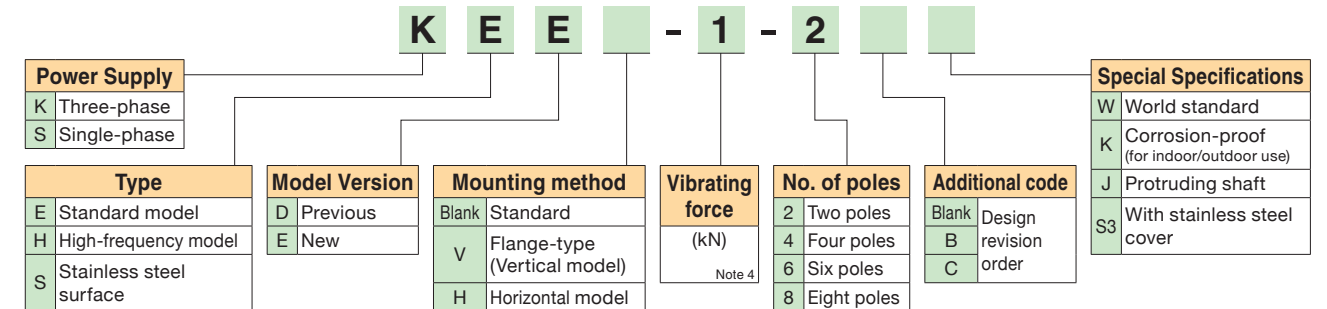 K E E - 1 - 2
Power Supply
K Three-phase
S Single-phase
Type
E Standard model
H High-frequency model
S Stainless steel
surface
Model Version
D Previous
E New
Mounting method
Blank Standard
V Flange-type
(Vertical model)
H Horizontal model
Vibrating
force
(kN)
Note 4
No. of poles
2 Two poles
4 Four poles
6 Six poles
8 Eight poles
Additional code
Blank Design
B revision
C order
Special Specifications
W World standard
K Corrosion-proof
(for indoor/outdoor use)
J Protruding shaft
S3 With stainless steel
cover